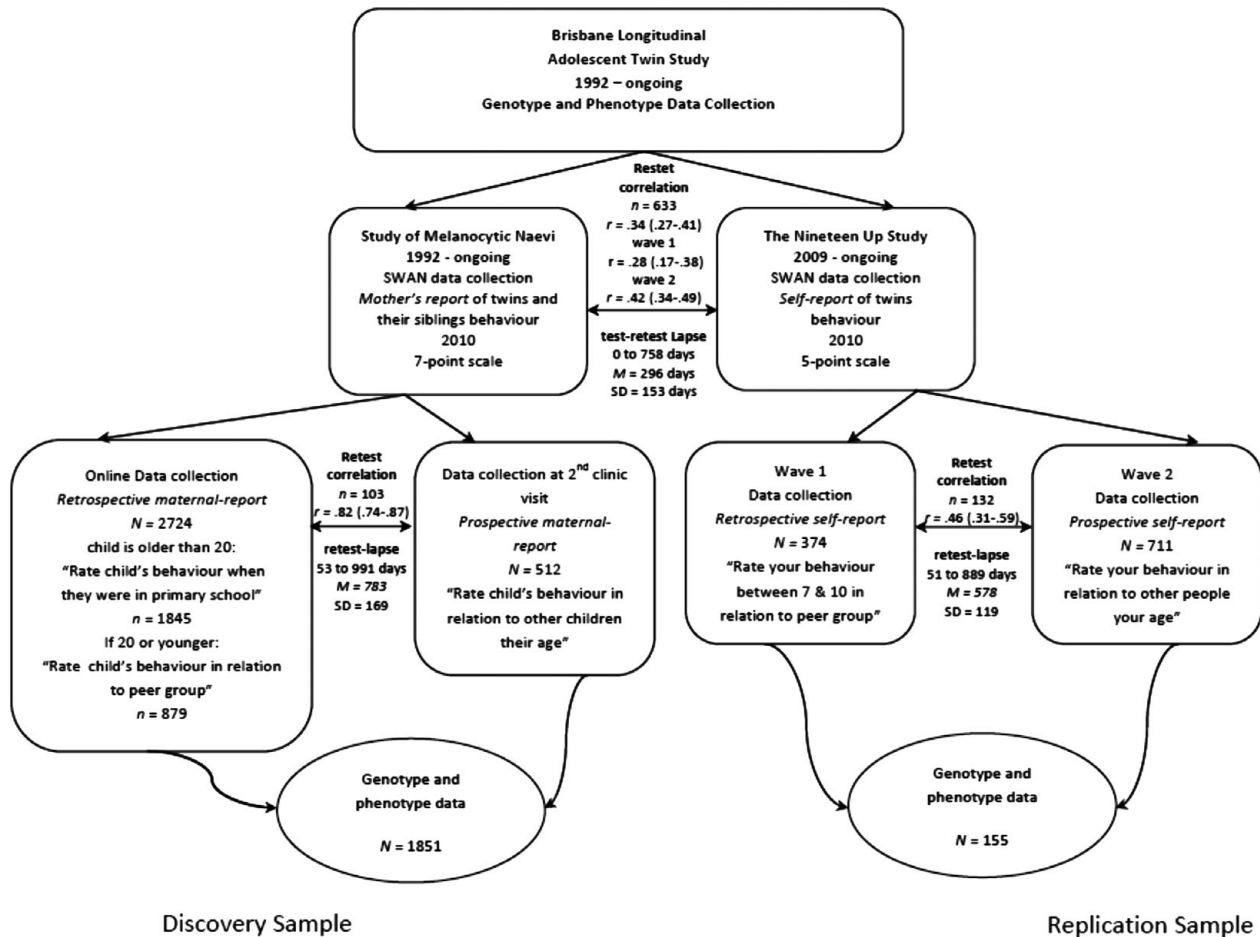 Brisbane Longitudinal
Adolescent Twin Study
1992 – ongoing
Genotype and Phenotype Data Collection
Restet
correlation
n = 633
r = .34 (.27-.41)
wave 1
r = .28 (.17-.38)
wave 2
r = .42 (.34-.49)
test-retest Lapse
0 to 758 days
M = 296 days
SD = 153 days
Study of Melanocytic Naevi
1992 - ongoing
SWAN data collection
Mother's report of twins and
their siblings behaviour
2010
7-point scale
The Nineteen Up Study
2009 - ongoing
SWAN data collection
Self-report of twins
behaviour
2010
5-point scale
Online Data collection
Retrospective maternal-report
N = 2724
child is older than 20:
"Rate child's behaviour when
they were in primary school"
n = 1845
If 20 or younger:
"Rate child's behaviour in relation
to peer group"
n = 879
Retest
correlation
n = 103
r = .82 (.74-.87)
retest-lapse
53 to 991 days
M = 783
SD = 169
Data collection at 2nd clinic
visit
Prospective maternal-
report
N = 512
"Rate child's behaviour in
relation to other children
their age"
Wave 1
Data collection
Retrospective self-report
N = 374
"Rate your behaviour
between 7 & 10 in
relation to peer group"
Retest
correlation
n = 132
r = .46 (.31-.59)
retest-lapse
51 to 889 days
M = 578
SD = 119
Wave 2
Data collection
Prospective self-report
N = 711
"Rate your behaviour in
relation to other people
your age"
Genotype and
phenotype data
N = 1851
Genotype and
phenotype data
N = 155
Discovery Sample
Replication Sample